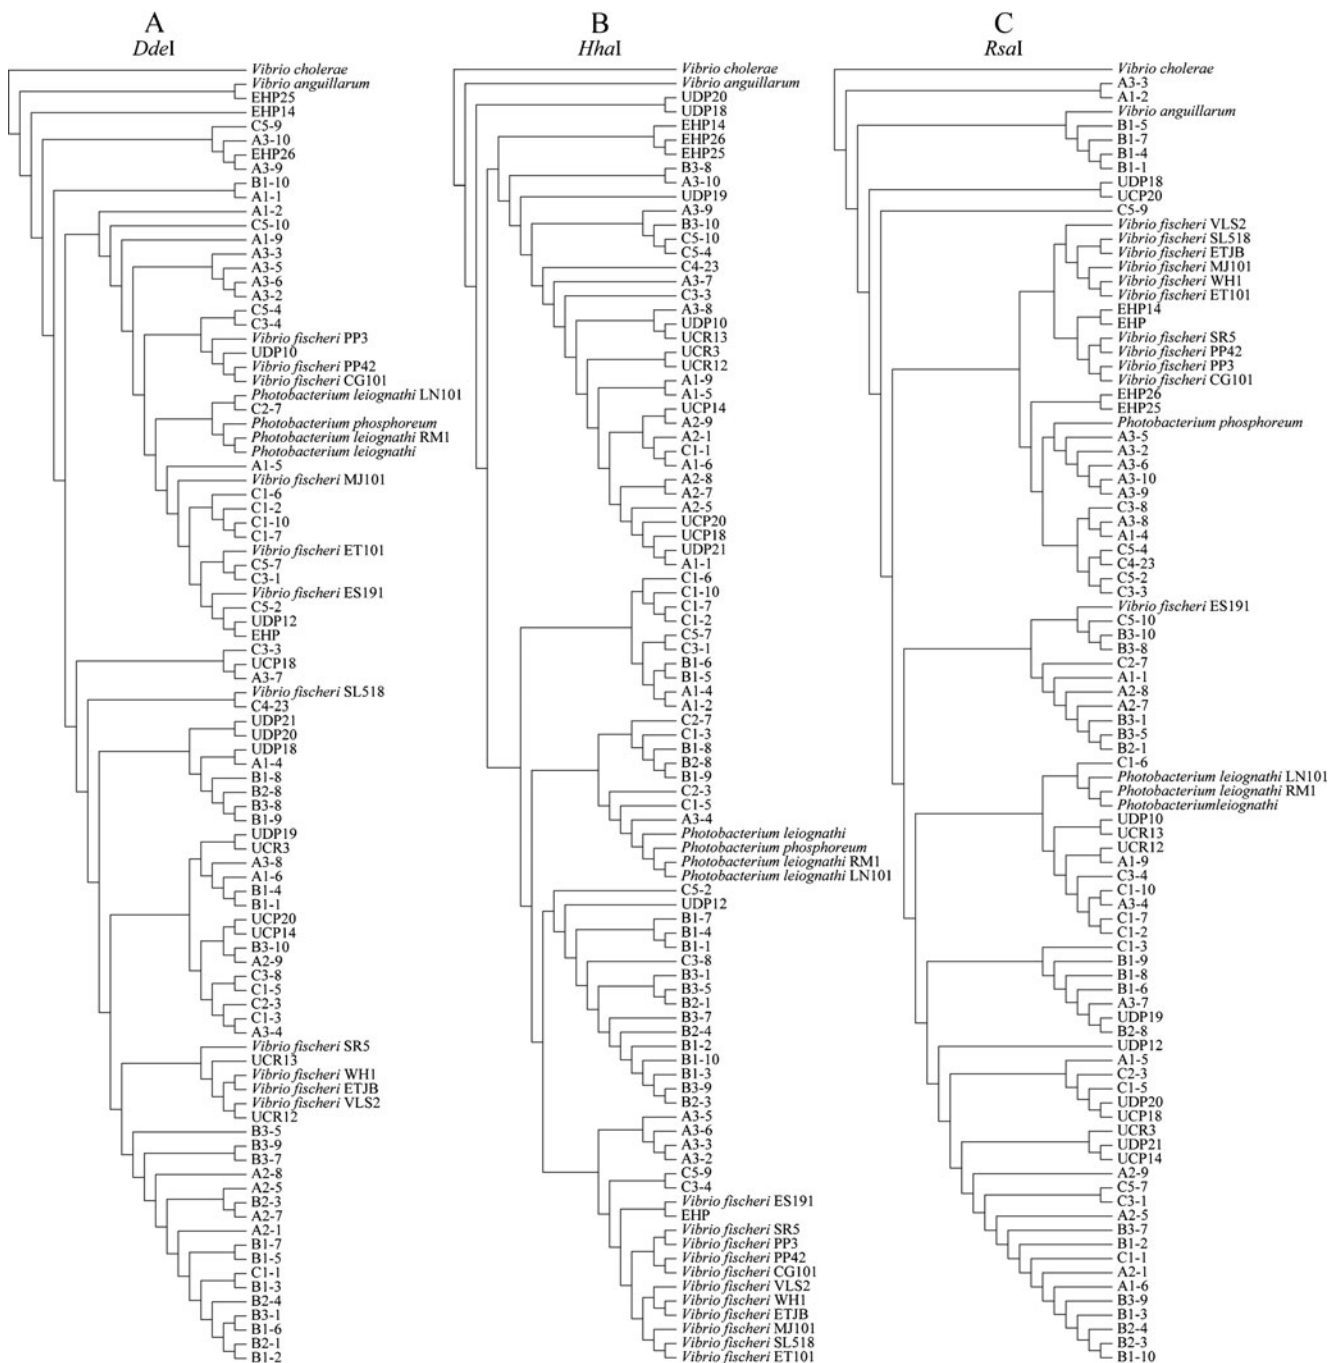 A
DdeI
Vibrio cholerae
Vibrio anguillarum
EHP25
EHP14
C5-9
A3-10
EHP26
A3-9
B1-10
A1-1
A1-2
C5-10
A1-9
A3-3
A3-5
A3-6
A3-2
C5-4
C3-4
Vibrio fischeri PP3
UDP10
Vibrio fischeri PP42
Vibrio fischeri CG101
Photobacterium leiognathi LN101
C2-7
Photobacterium phosphoreum
Photobacterium leiognathi RM1
Photobacterium leiognathi
A1-5
Vibrio fischeri MJ101
C1-6
C1-2
C1-10
C1-7
Vibrio fischeri ET101
C5-7
C3-1
Vibrio fischeri ES191
C5-2
UDP12
EHP
C3-3
UCP18
A3-7
Vibrio fischeri SL518
C4-23
UDP21
UDP20
UDP18
A1-4
B1-8
B2-8
B3-8
B1-9
UDP19
UCR3
A3-8
A1-6
B1-4
B1-1
UCP20
UCP14
B3-10
A2-9
C3-8
C1-5
C2-3
C1-3
A3-4
Vibrio fischeri SR5
UCR13
Vibrio fischeri WH1
Vibrio fischeri ETJB
Vibrio fischeri VLS2
UCR12
B3-5
B3-9
B3-7
A2-8
A2-5
B2-3
A2-7
A2-1
B1-7
B1-5
C1-1
B1-3
B2-4
B3-1
B1-6
B2-1
B1-2
B
HhaI
Vibrio cholerae
Vibrio anguillarum
UDP20
UDP18
EHP14
EHP26
EHP25
B3-8
A3-10
UDP19
A3-9
B3-10
C5-10
C5-4
C4-23
A3-7
C3-3
A3-8
UDP10
UCR13
UCR3
UCR12
A1-9
A1-5
UCP14
A2-9
A2-1
C1-1
A1-6
A2-8
A2-7
A2-5
UCP20
UCP18
UDP21
A1-1
C1-6
C1-10
C1-7
C1-2
C5-7
C3-1
B1-6
B1-5
A1-4
A1-2
C2-7
C1-3
B1-8
B2-8
B1-9
C2-3
C1-5
A3-4
Photobacterium leiognathi
Photobacterium phosphoreum
Photobacterium leiognathi RM1
Photobacterium leiognathi LN101
C5-2
UDP12
B1-7
B1-4
B1-1
C3-8
B3-1
B3-5
B2-1
B3-7
B2-4
B1-2
B1-10
B1-3
B3-9
B2-3
A3-5
A3-6
A3-3
A3-2
C5-9
C3-4
Vibrio fischeri ES191
EHP
Vibrio fischeri SR5
Vibrio fischeri PP3
Vibrio fischeri PP42
Vibrio fischeri CG101
Vibrio fischeri VLS2
Vibrio fischeri WH1
Vibrio fischeri ETJB
Vibrio fischeri MJ101
Vibrio fischeri SL518
Vibrio fischeri ET101
C
RsaI
Vibrio cholerae
A3-3
A1-2
Vibrio anguillarum
B1-5
B1-7
B1-4
B1-1
UDP18
UCP20
C5-9
Vibrio fischeri VLS2
Vibrio fischeri SL518
Vibrio fischeri ETJB
Vibrio fischeri MJ101
Vibrio fischeri WH1
Vibrio fischeri ET101
EHP14
EHP
Vibrio fischeri SR5
Vibrio fischeri PP42
Vibrio fischeri PP3
Vibrio fischeri CG101
EHP26
EHP25
Photobacterium phosphoreum
A3-5
A3-2
A3-6
A3-10
A3-9
C3-8
A3-8
A1-4
C5-4
C4-23
C5-2
C3-3
Vibrio fischeri ES191
C5-10
B3-10
B3-8
C2-7
A1-1
A2-8
A2-7
B3-1
B3-5
B2-1
C1-6
Photobacterium leiognathi LN101
Photobacterium leiognathi RM1
Photobacteriumleiognathi
UDP10
UCR13
UCR12
A1-9
C3-4
C1-10
A3-4
C1-7
C1-2
C1-3
B1-9
B1-8
B1-6
A3-7
UDP19
B2-8
UDP12
A1-5
C2-3
C1-5
UDP20
UCP18
UCR3
UDP21
UCP14
A2-9
C5-7
C3-1
A2-5
B3-7
B1-2
C1-1
A2-1
A1-6
B3-9
B1-3
B2-4
B2-3
B1-10